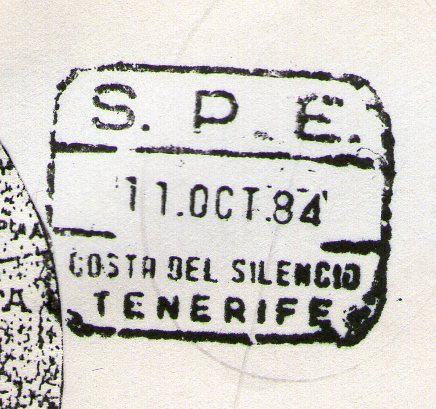 S. P. E.
11.OCT.84
COSTA DEL SILENCIO
TENERIFE